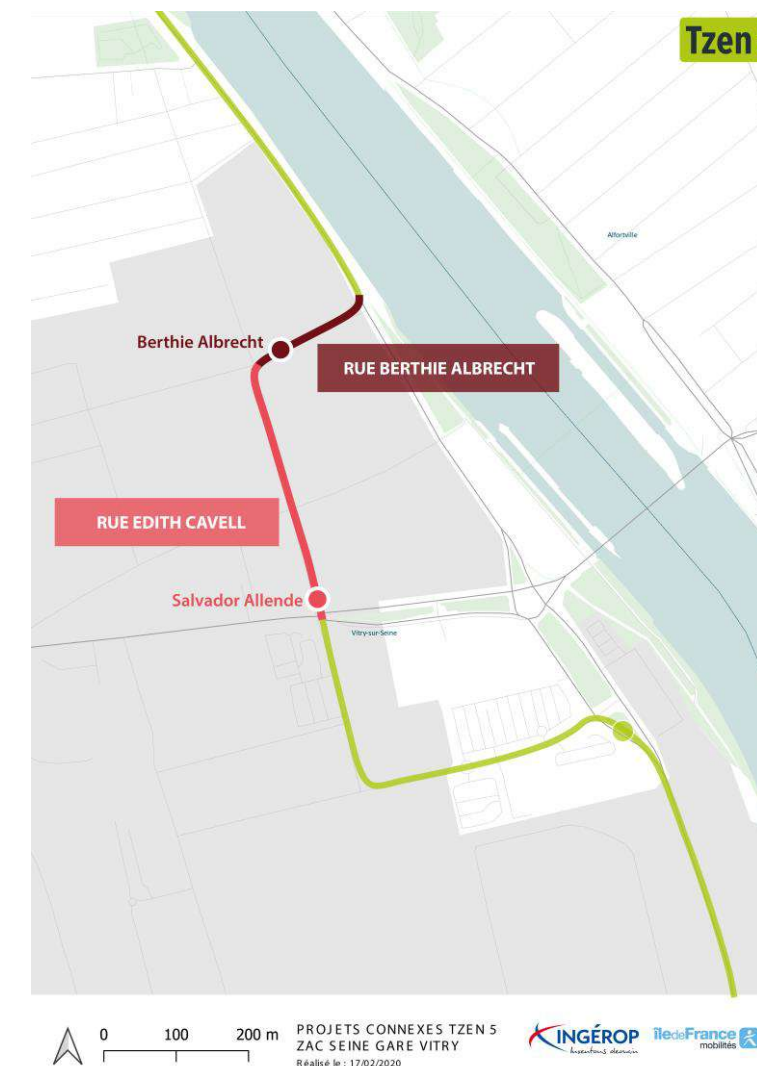 Tzen
Alfortville
Berthie Albrecht
RUE BERTHIE ALBRECHT
RUE EDITH CAVELL
Salvador Allende
Vitry-sur-Seine
0 100 200 m
PROJETS CONNEXES TZEN 5
ZAC SEINE GARE VITRY
Réalisé le : 17/02/2020
INGÉROP
Inventons demain
îledeFrance
mobilités